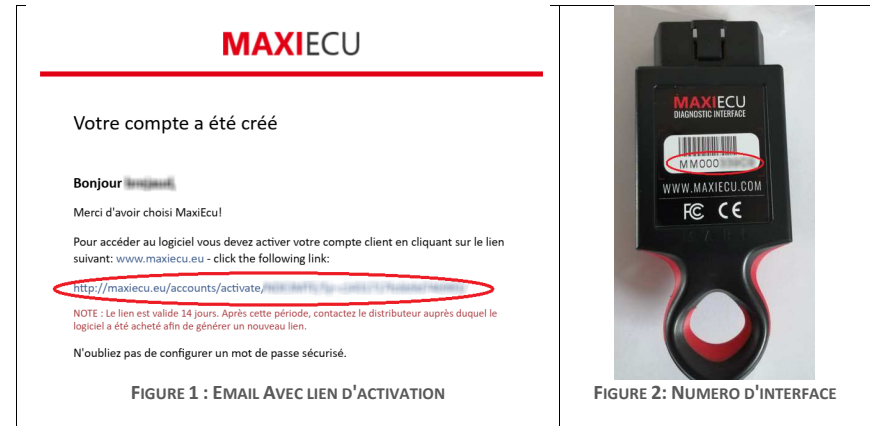 MAXIECU
Votre compte a été créé
Bonjour
Merci d'avoir choisi MaxiEcu!
Pour accéder au logiciel vous devez activer votre compte client en cliquant sur le lien
suivant: www.maxiecu.eu - click the following link:
http://maxiecu.eu/accounts/activate/
NOTE : Le lien est valide 14 jours. Après cette période, contactez le distributeur auprès duquel le
logiciel a été acheté afin de générer un nouveau lien.
N'oubliez pas de configurer un mot de passe sécurisé.
FIGURE 1 : EMAIL AVEC LIEN D'ACTIVATION
MAXIECU
DIAGNOSTIC INTERFACE
MM000
WWW.MAXIECU.COM
FC CE
FIGURE 2: NUMERO D'INTERFACE